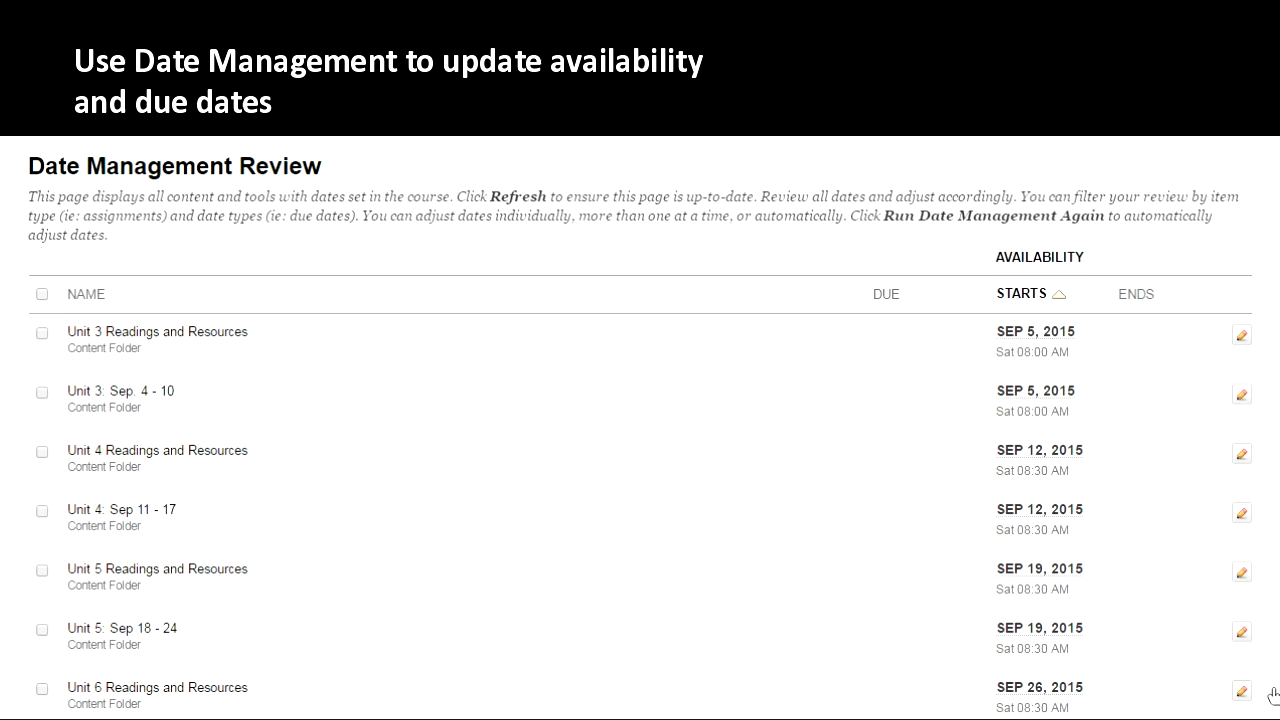 Use Date Management to update availability
and due dates
Date Management Review
This page displays all content and tools with dates set in the course. Click Refresh to ensure this page is up-to-date. Review all dates and adjust accordingly. You can filter your review by item
type (ie: assignments) and date types (ie: due dates). You can adjust dates individually, more than one at a time, or automatically. Click Run Date Management Again to automatically
adjust dates.
AVAILABILITY
NAME DUE STARTS ENDS
Unit 3 Readings and Resources SEP 5, 2015
Content Folder Sat 08:00 AM
Unit 3: Sep. 4 - 10 SEP 5, 2015
Content Folder Sat 08:00 AM
Unit 4 Readings and Resources SEP 12, 2015
Content Folder Sat 08:30 AM
Unit 4: Sep 11 - 17 SEP 12, 2015
Content Folder Sat 08:30 AM
Unit 5 Readings and Resources SEP 19, 2015
Content Folder Sat 08:30 AM
Unit 5: Sep 18 - 24 SEP 19, 2015
Content Folder Sat 08:30 AM
Unit 6 Readings and Resources SEP 26, 2015
Content Folder Sat 08:30 AM